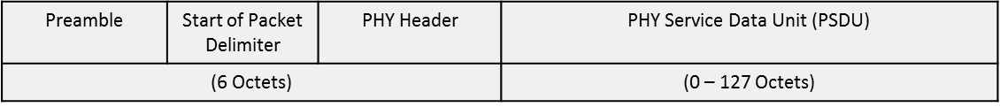 Preamble
Start of Packet
Delimiter
PHY Header
PHY Service Data Unit (PSDU)
(6 Octets)
(0 – 127 Octets)